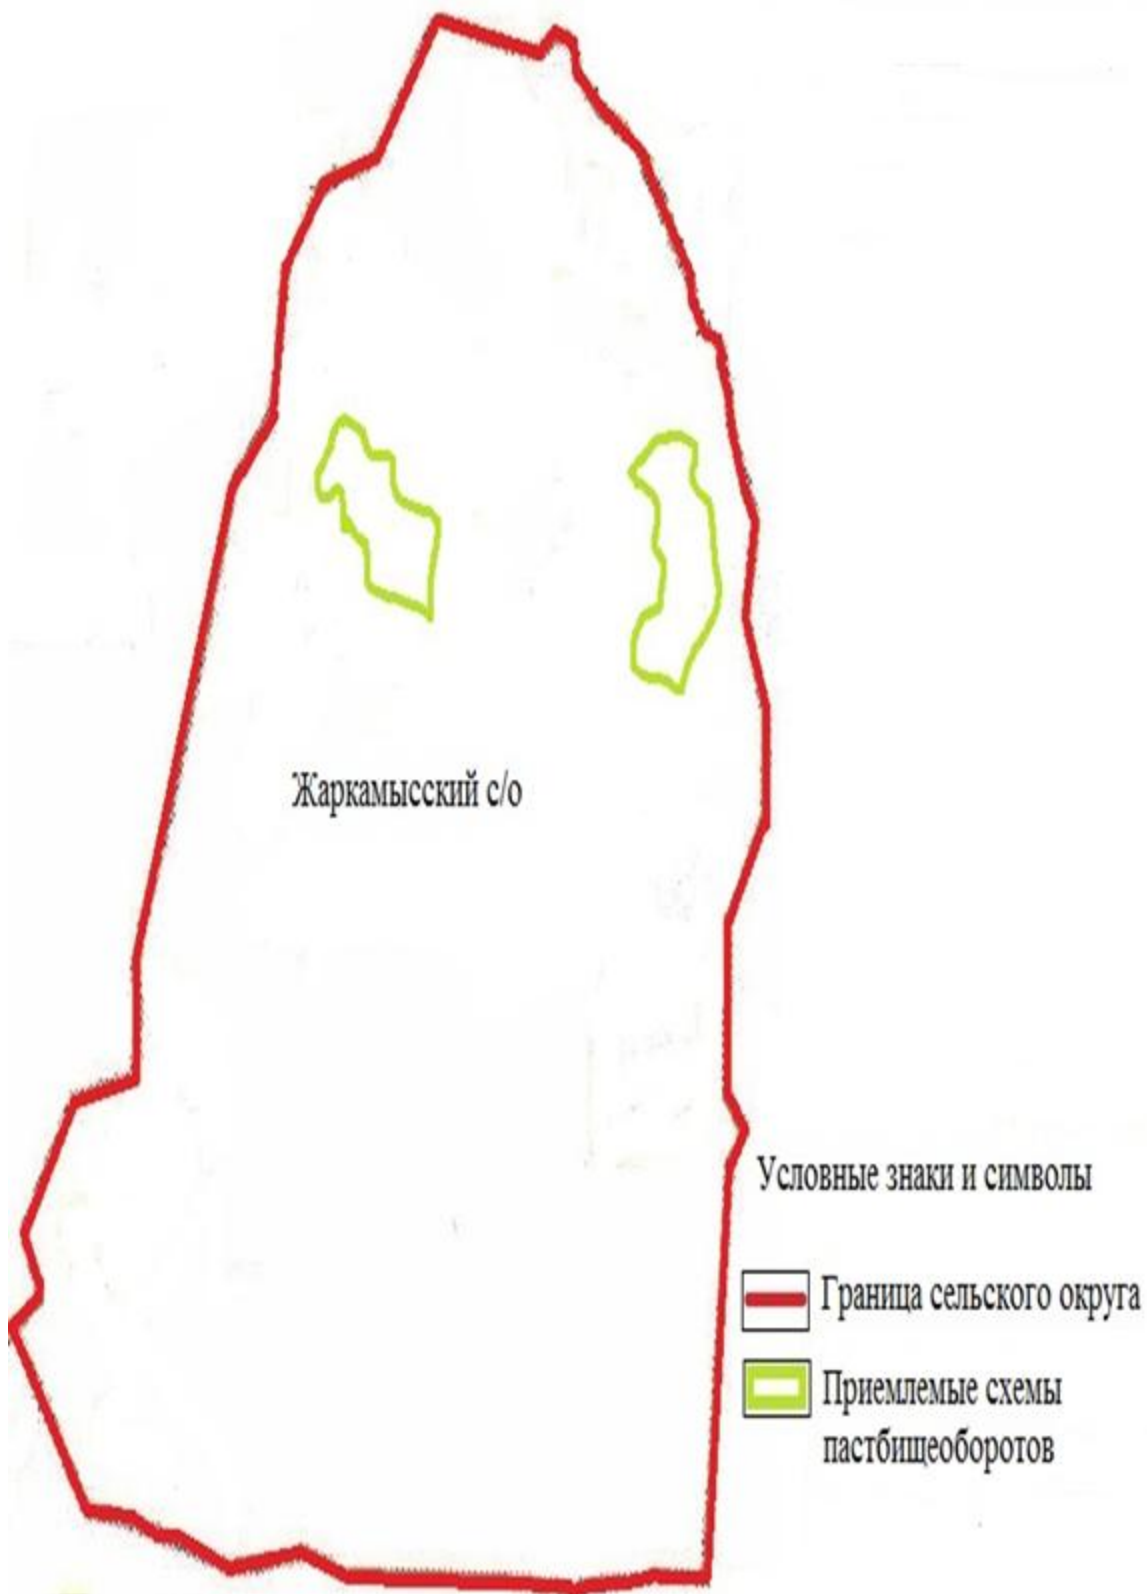 Жаркамысский с/о
Условные знаки и символы
Граница сельского округа
Приемлемые схемы
пастбищеоборотов